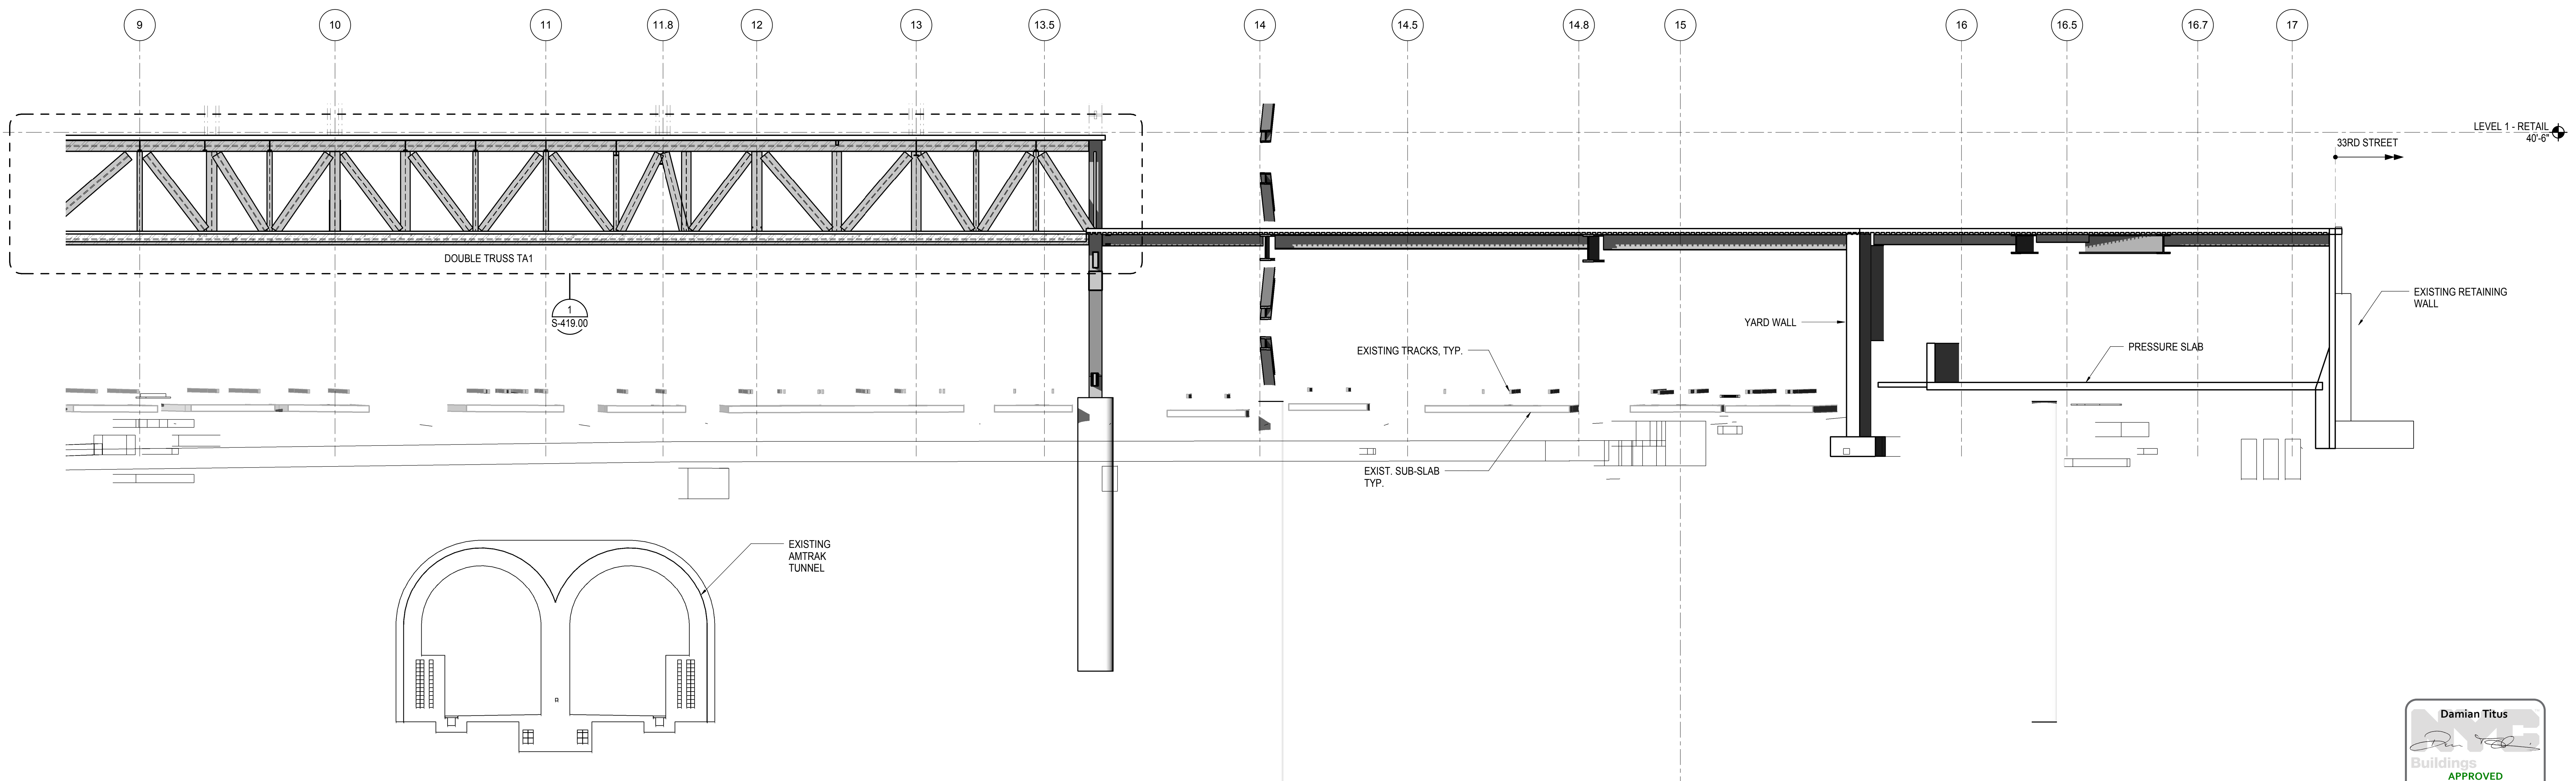 9
10
11
11.8
12
13
13.5
14
14.5
14.8
15
16
16.5
16.7
17
LEVEL 1 - RETAIL
40'-6"
33RD STREET
DOUBLE TRUSS TA1
1
S-419.00
EXISTING RETAINING
WALL
YARD WALL
EXISTING TRACKS, TYP.
PRESSURE SLAB
EXIST. SUB-SLAB
TYP.
EXISTING
AMTRAK
TUNNEL
Damian Titus
NYC
Buildings
APPROVED